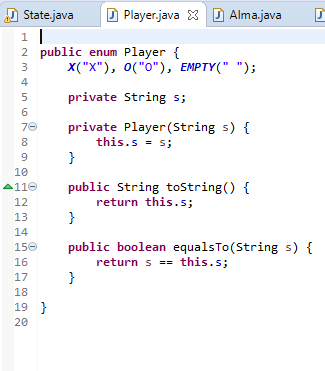 State.java Player.java Alma.java
1
2 public enum Player {
3 X("X"), O("O"), EMPTY(" ");
4
5 private String s;
6
7 private Player(String s) {
8 this.s = s;
9 }
10
11 public String toString() {
12 return this.s;
13 }
14
15 public boolean equalsTo(String s) {
16 return s == this.s;
17 }
18
19 }
20